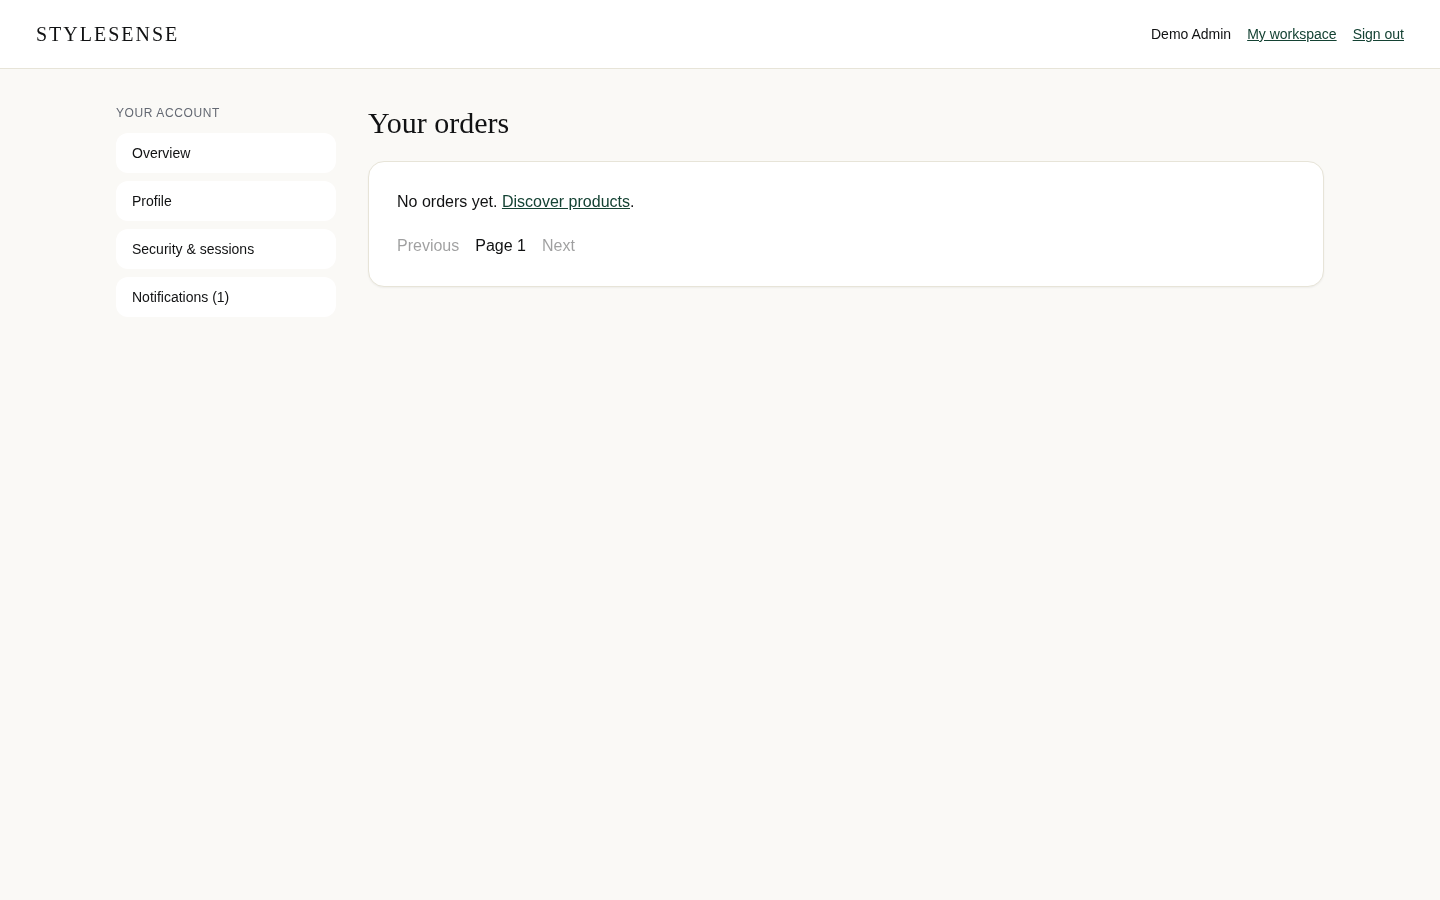 STYLESENSE
Demo Admin My workspace Sign out
YOUR ACCOUNT
Overview
Profile
Security & sessions
Notifications (1)
Your orders
No orders yet. Discover products.
Previous Page 1 Next